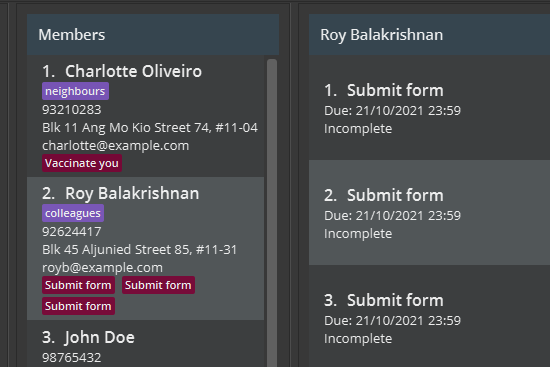 Members
1. Charlotte Oliveiro
neighbours
93210283
Blk 11 Ang Mo Kio Street 74, #11-04
charlotte@example.com
Vaccinate you
2. Roy Balakrishnan
colleagues
92624417
Blk 45 Aljunied Street 85, #11-31
royb@example.com
Submit form Submit form
Submit form
3. John Doe
98765432
Roy Balakrishnan
1. Submit form
Due: 21/10/2021 23:59
Incomplete
2. Submit form
Due: 21/10/2021 23:59
Incomplete
3. Submit form
Due: 21/10/2021 23:59
Incomplete